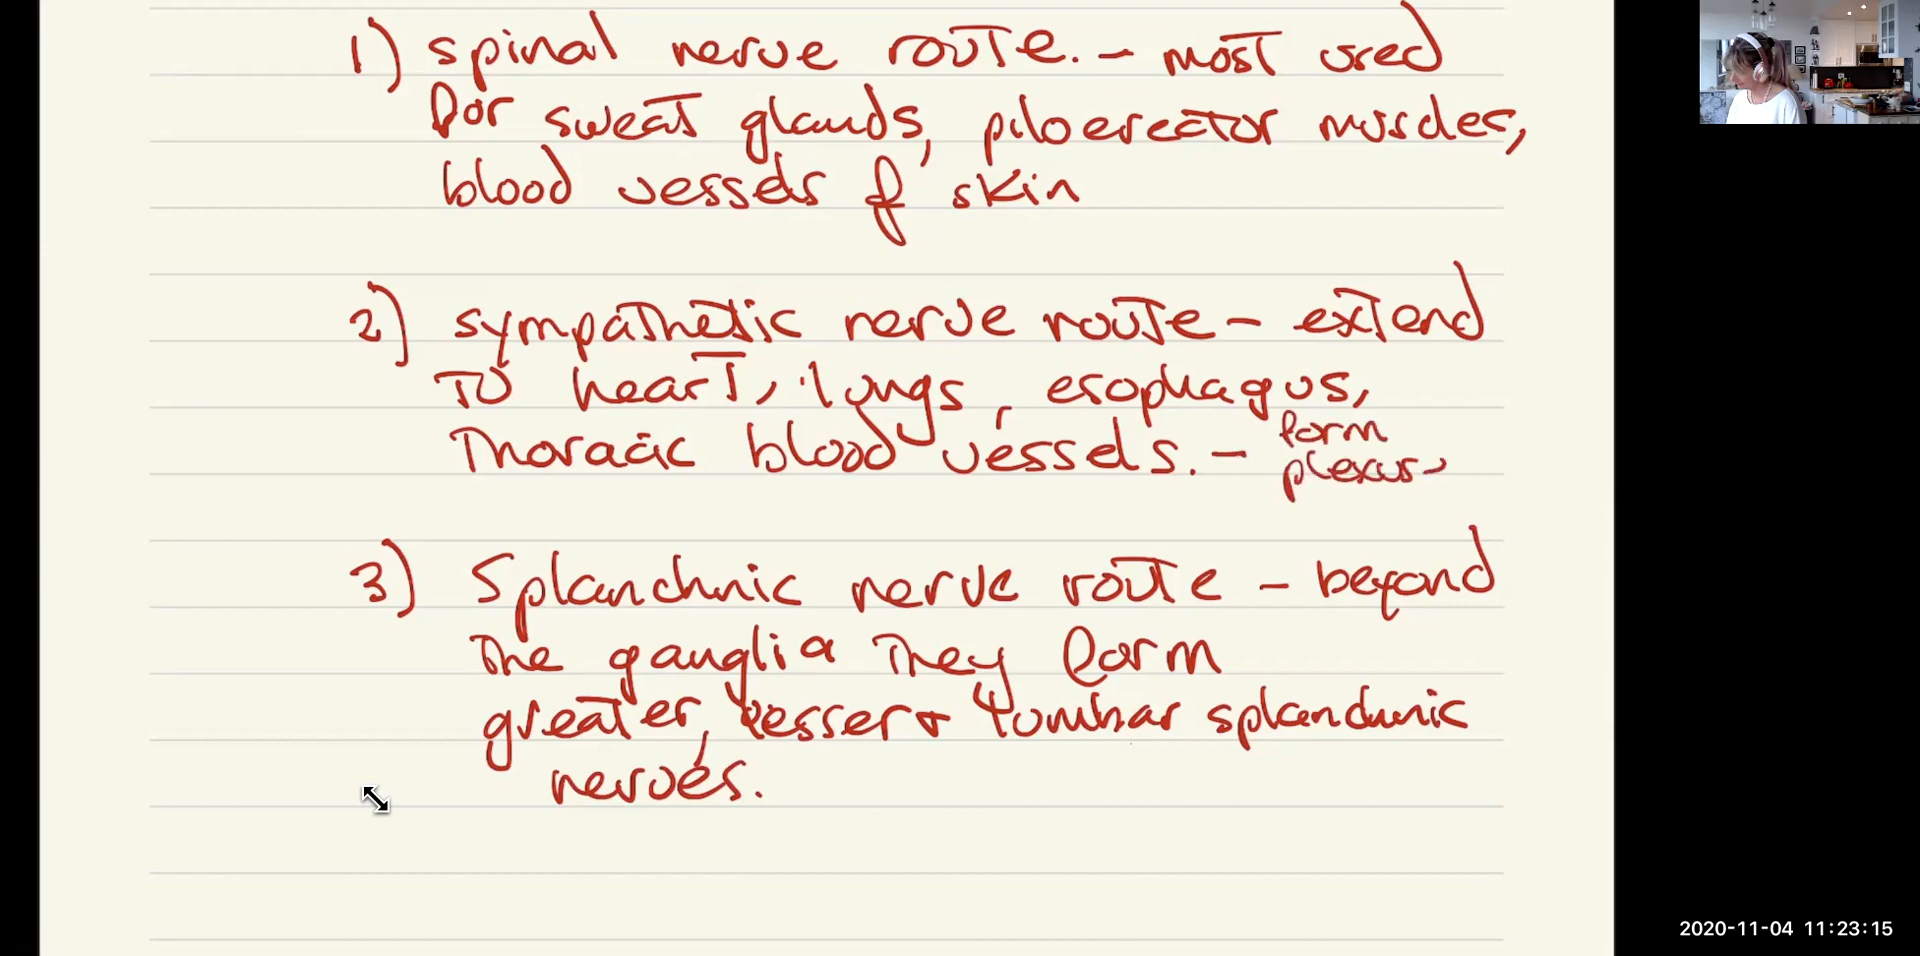 1) spinal nerve route. - most used
for sweat glands, piloerector muscles,
blood vessels of skin
2) sympathetic nerve route - extend
to heart, lungs, esophagus,
Thoracic blood vessels. - form
plexus
3) Splanchnic nerve route - beyond
the ganglia they form
greater, lesser + lumbar splanchnic
nerves.
2020-11-04 11:23:15